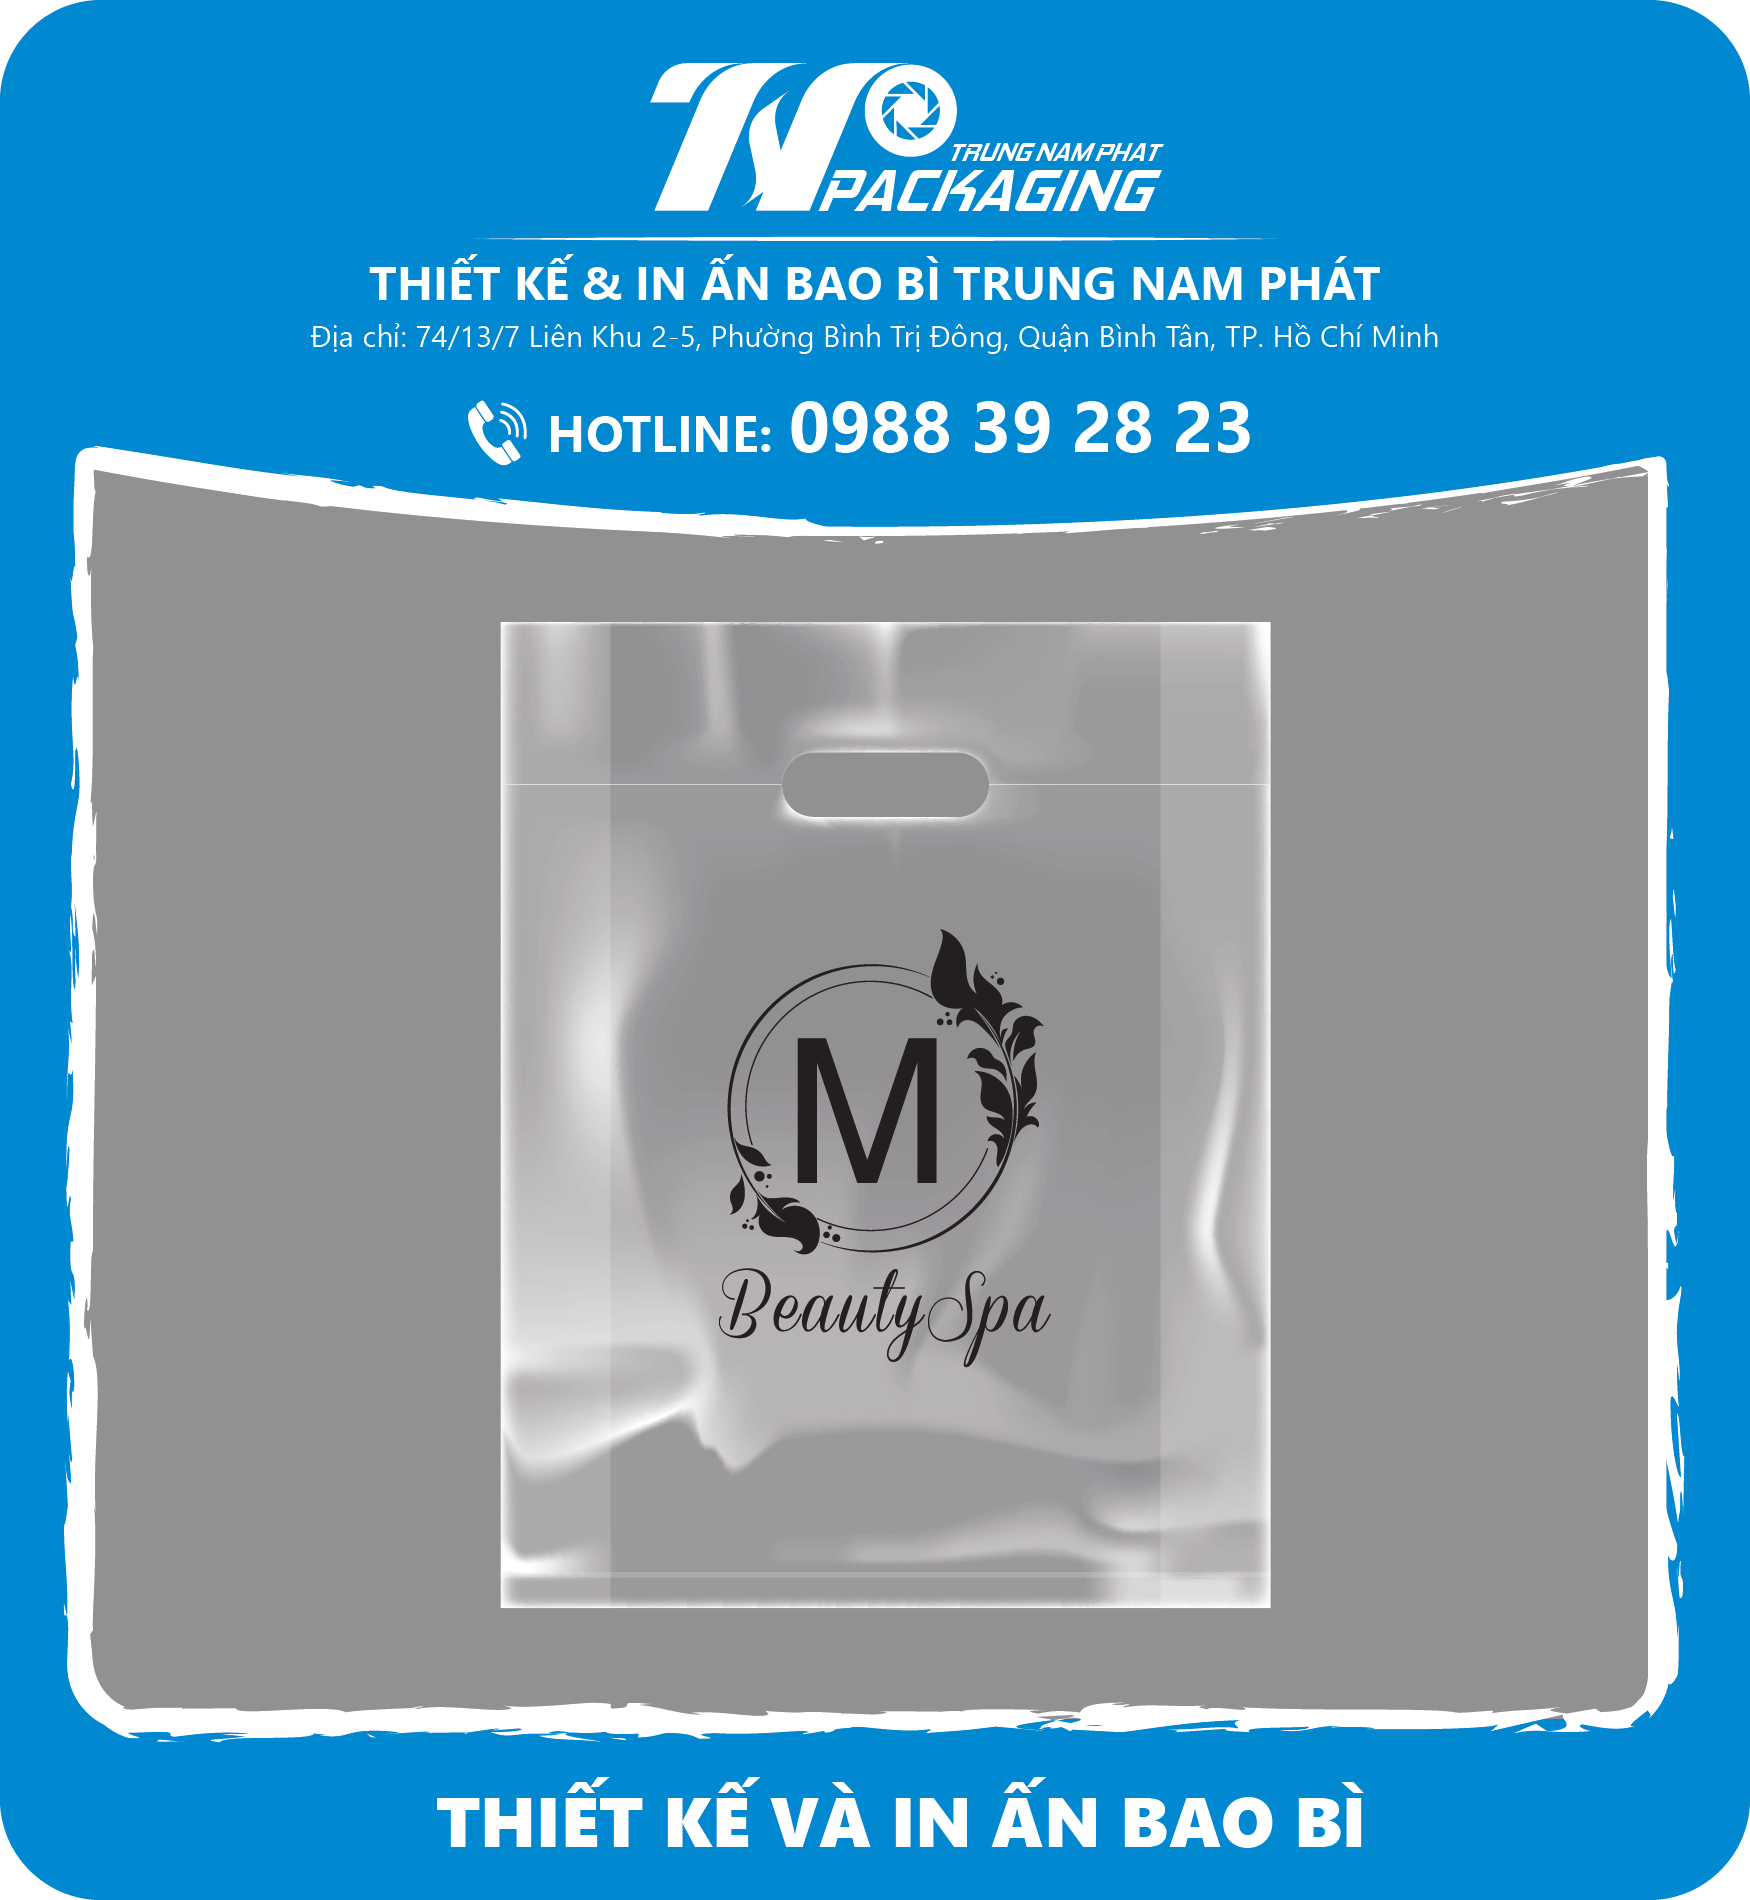 TRUNG NAM PHAT
PACKAGING
THIẾT KẾ & IN ẤN BAO BÌ TRUNG NAM PHÁT
Địa chỉ: 74/13/7 Liên Khu 2-5, Phường Bình Trị Đông, Quận Bình Tân, TP. Hồ Chí Minh
HOTLINE: 0988 39 28 23
M
Beauty Spa
THIẾT KẾ VÀ IN ẤN BAO BÌ